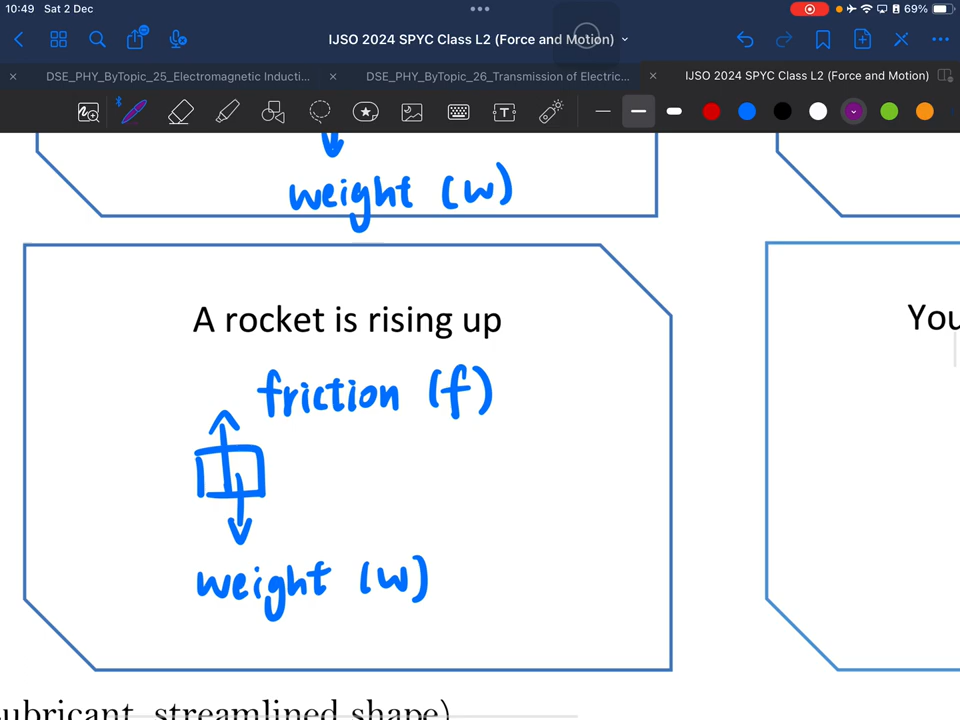 10:49 Sat 2 Dec 69%
IJSO 2024 SPYC Class L2 (Force and Motion)
DSE_PHY_ByTopic_25_Electromagnetic Inducti... DSE_PHY_ByTopic_26_Transmission of Electric... IJSO 2024 SPYC Class L2 (Force and Motion)
weight (w)
A rocket is rising up
You
friction (f)
weight (w)
ubricant, streamlined shape)